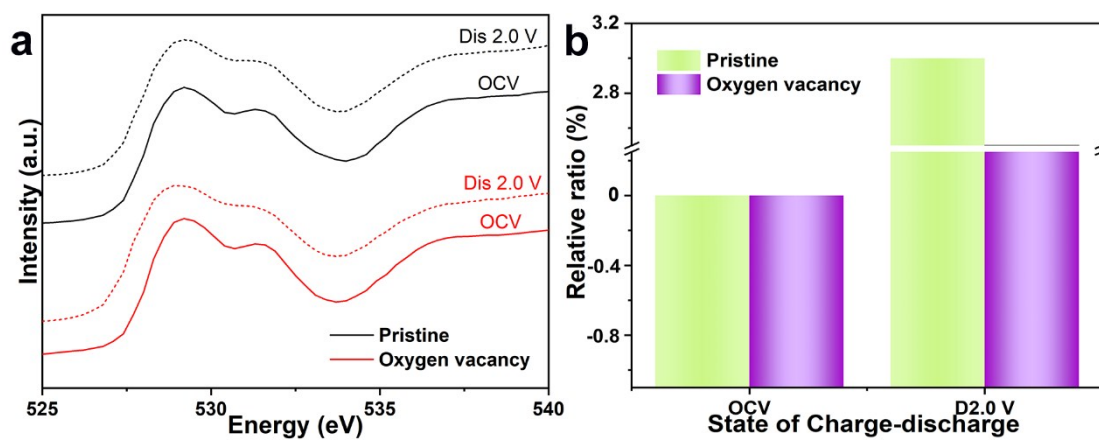 a
Dis 2.0 V
OCV
Dis 2.0 V
OCV
Pristine
Oxygen vacancy
Intensity (a.u.)
525
530
535
540
Energy (eV)
b
Pristine
Oxygen vacancy
3.2
2.8
0
-0.4
-0.8
Relative ratio (%)
OCV
D2.0 V
State of Charge-discharge